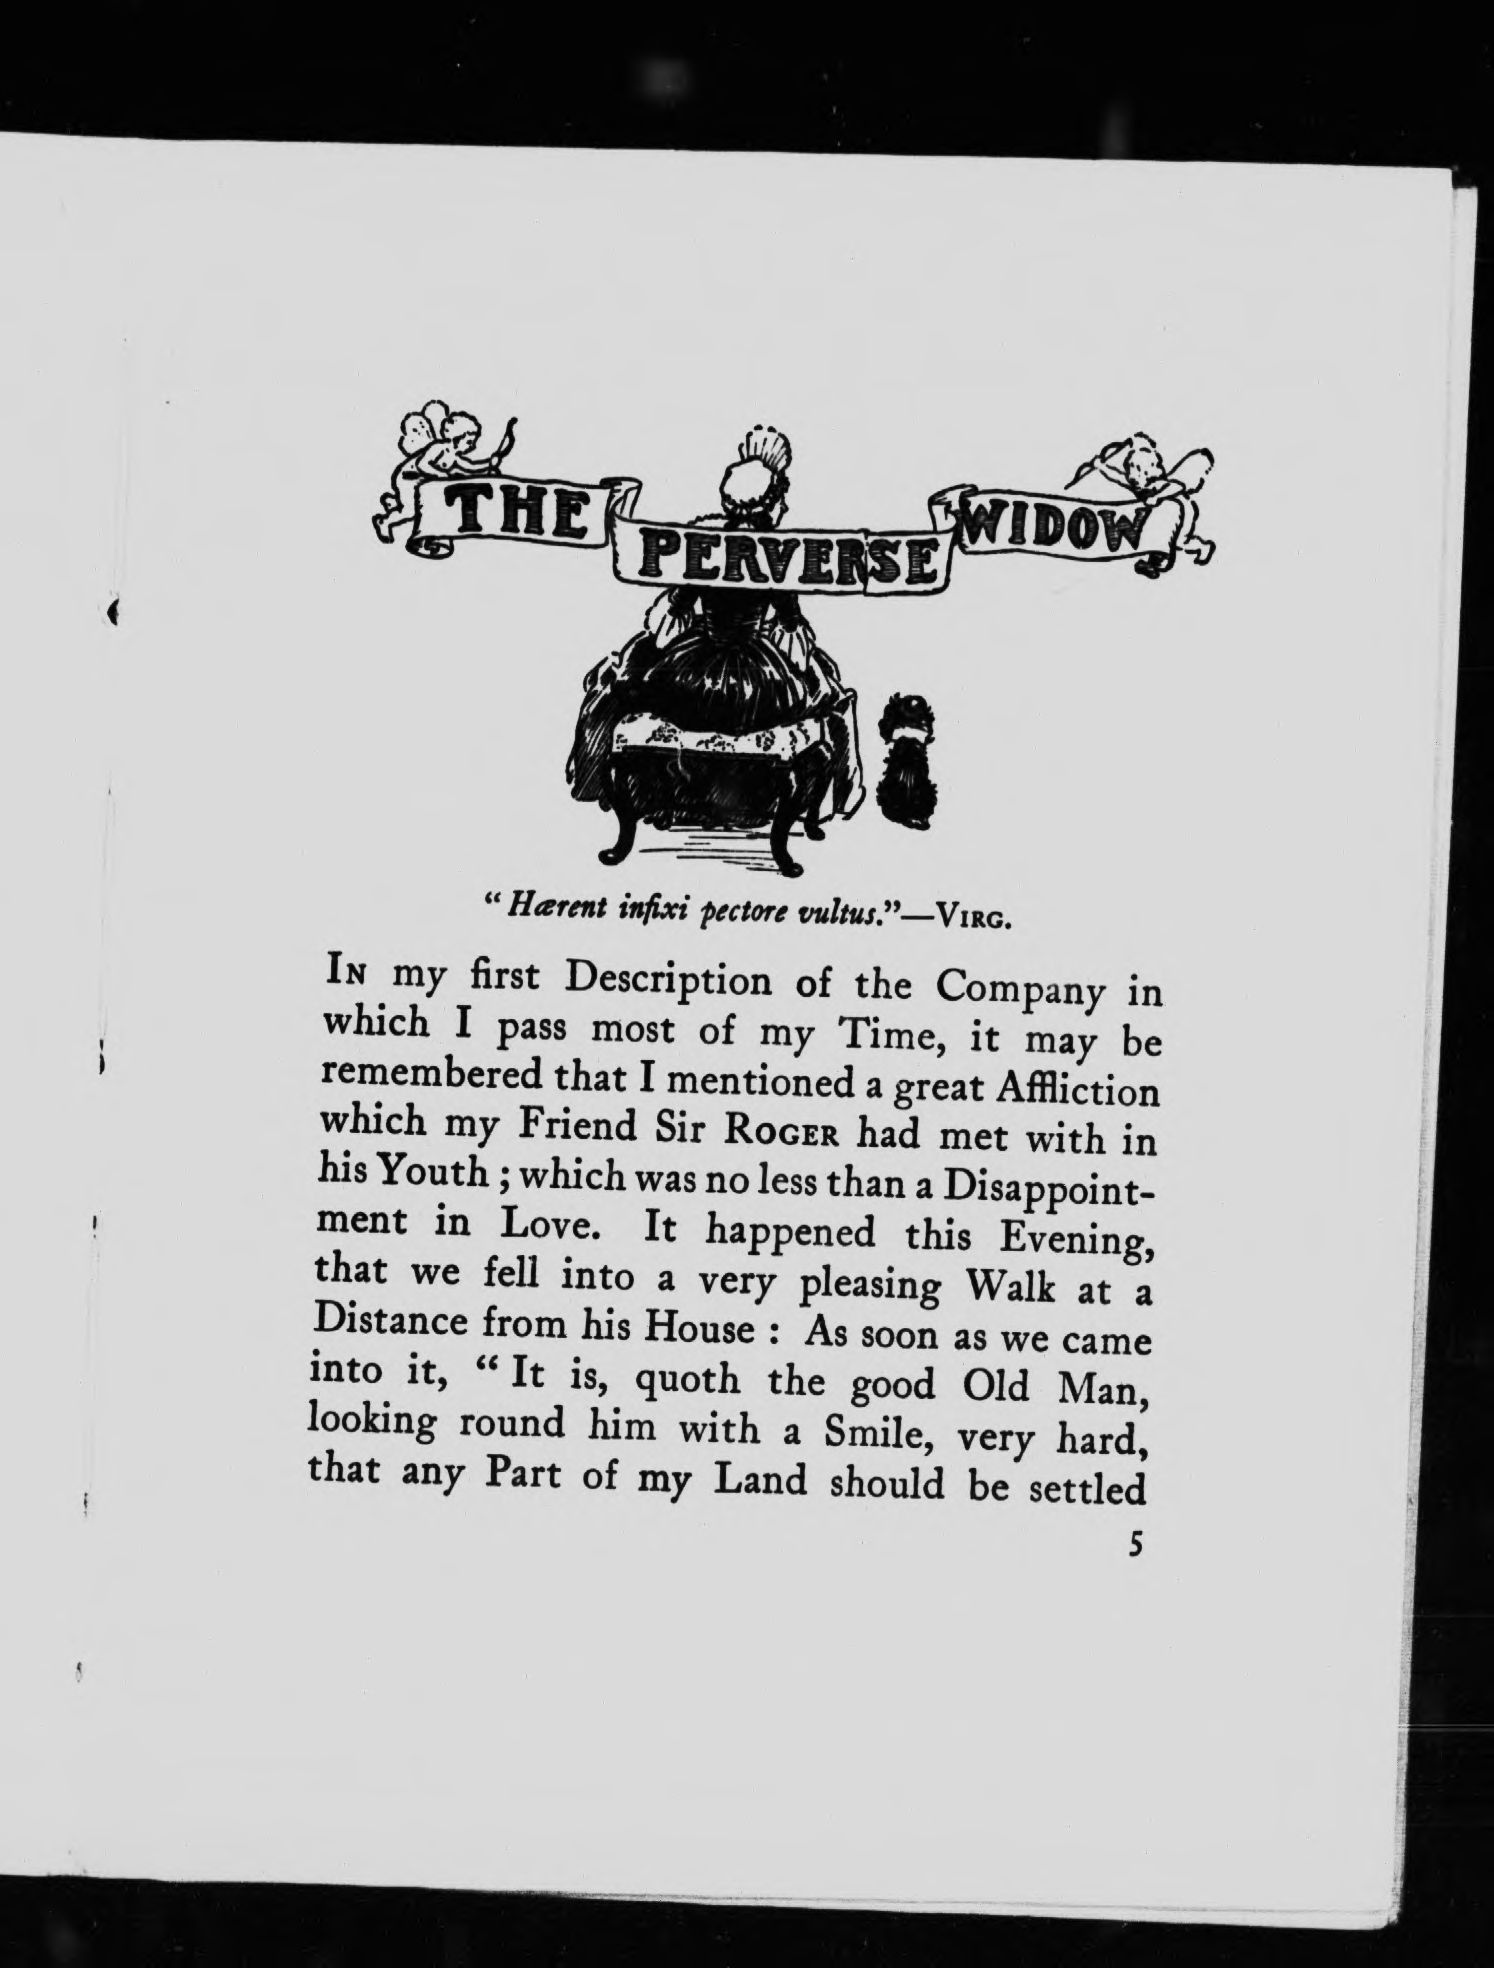 THE PERVERSE WIDOW
“Hærent infixi pectore vultus.”—VIRG.
IN my first Description of the Company in
which I pass most of my Time, it may be
remembered that I mentioned a great Affliction
which my Friend Sir ROGER had met with in
his Youth ; which was no less than a Disappoint-
ment in Love. It happened this Evening,
that we fell into a very pleasing Walk at a
Distance from his House : As soon as we came
into it, “ It is, quoth the good Old Man,
looking round him with a Smile, very hard,
that any Part of my Land should be settled
5